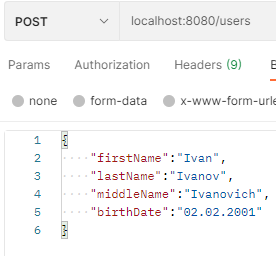 POST localhost:8080/users
Params Authorization Headers (9)
none form-data x-www-form-urle
1 {
2 "firstName":"Ivan",
3 "lastName":"Ivanov",
4 "middleName":"Ivanovich",
5 "birthDate":"02.02.2001"
6 }